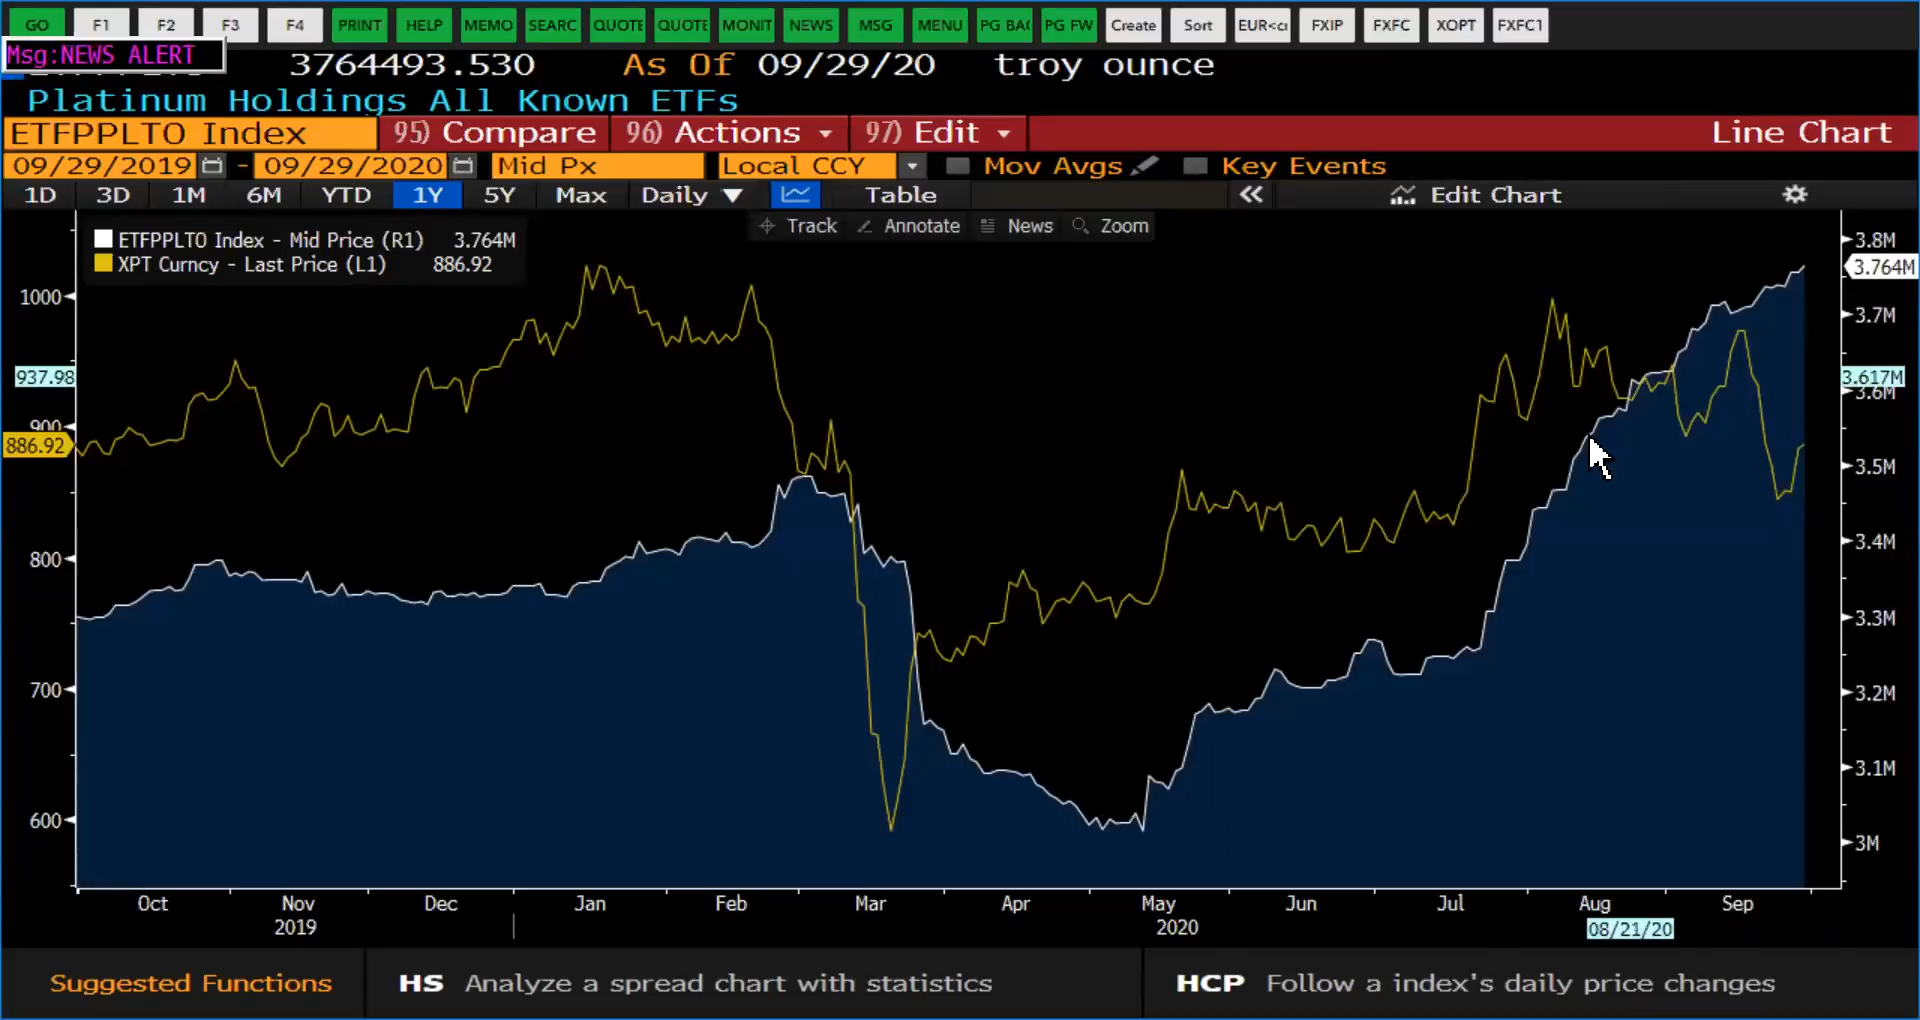 GO F1 F2 F3 F4 PRINT HELP MEMO SEARC QUOTE QUOTE MONIT NEWS MSG MENU PG BA PG FW Create Sort EUR<cı FXIP FXFC XOPT FXFC1
Msg:NEWS ALERT
3764493.530 As Of 09/29/20 troy ounce
Platinum Holdings All Known ETFs
ETFPPLTO Index 95) Compare 96) Actions 97) Edit Line Chart
09/29/2019 - 09/29/2020 Mid Px Local CCY Mov Avgs Key Events
1D 3D 1M 6M YTD 1Y 5Y Max Daily ▼ Table « Edit Chart
Track Annotate News Zoom
ETFPPLTO Index - Mid Price (R1) 3.764M
XPT Curncy - Last Price (L1) 886.92
1000
937.98
900
886.92
800
700
600
3.8M
3.764M
3.7M
3.617M
3.6M
3.5M
3.4M
3.3M
3.2M
3.1M
3M
Oct Nov Dec Jan Feb Mar Apr May Jun Jul Aug Sep
2019 2020 08/21/20
Suggested Functions HS Analyze a spread chart with statistics HCP Follow a index's daily price changes